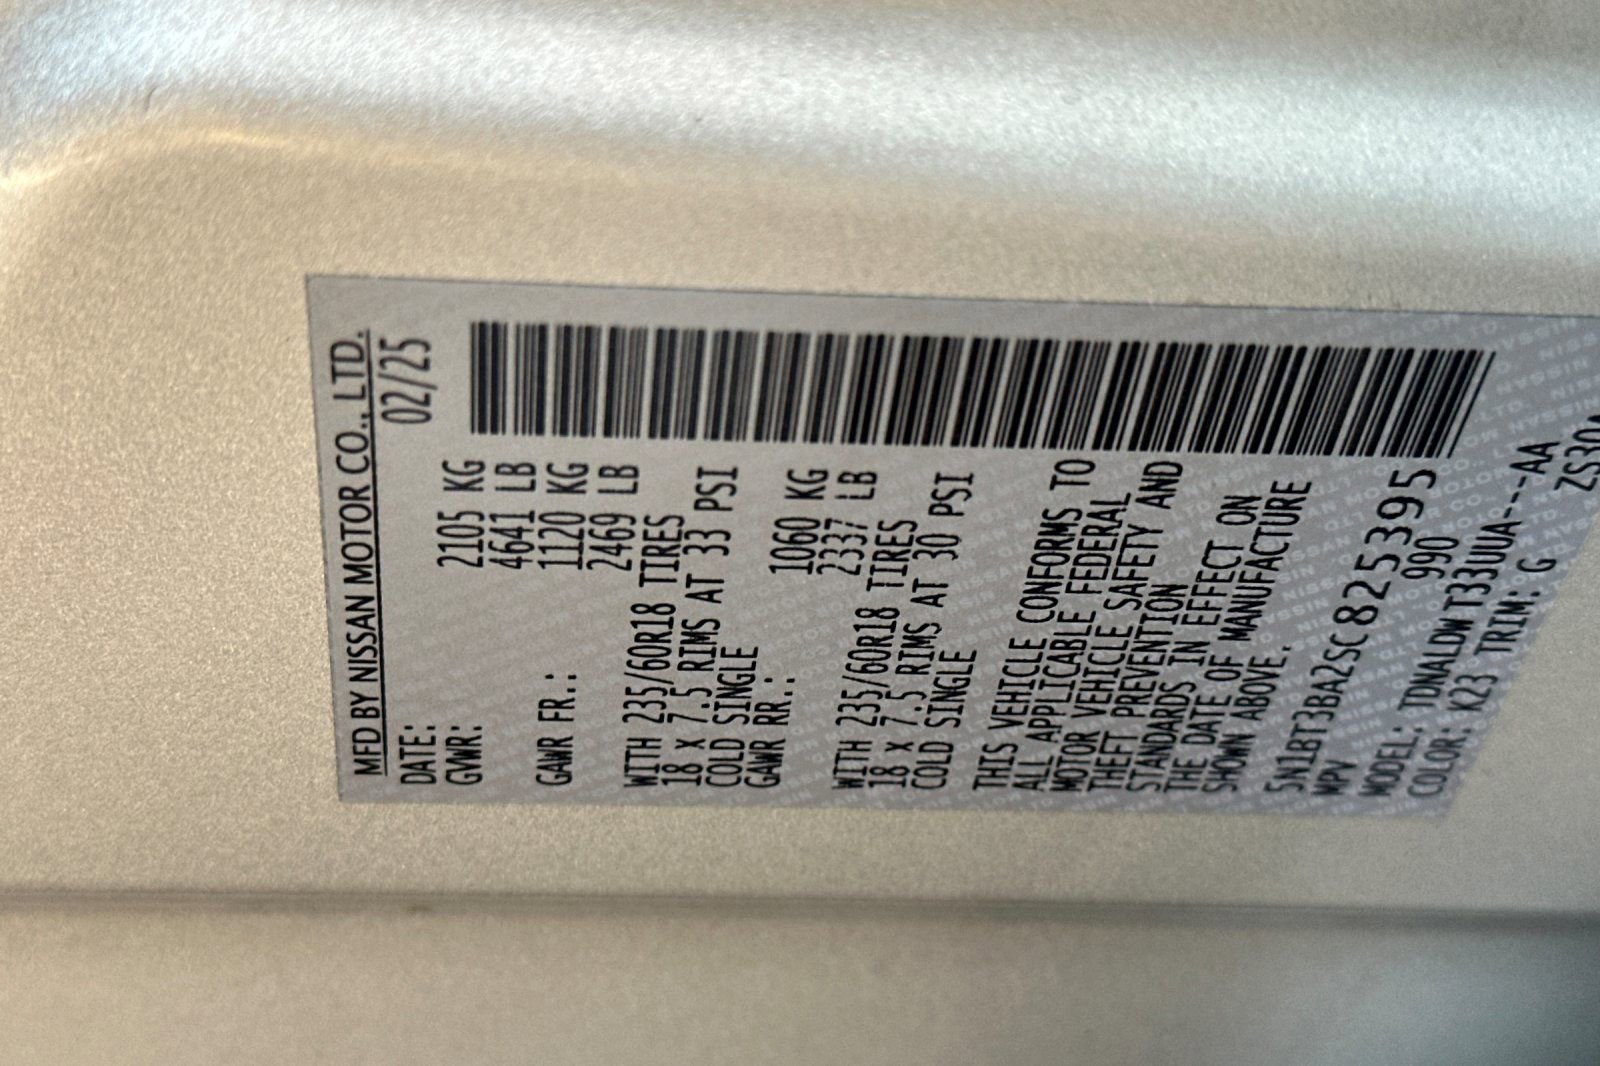 MFD BY NISSAN MOTOR CO., LTD.
DATE: 02/25
GVWR: 2105 KG
4641 LB
GAWR FR.: 1120 KG
2469 LB
WITH 235/60R18 TIRES
18 X 7.5 RIMS AT 33 PSI
COLD SINGLE
GAWR RR.: 1060 KG
2337 LB
WITH 235/60R18 TIRES
18 X 7.5 RIMS AT 30 PSI
COLD SINGLE
THIS VEHICLE CONFORMS TO
ALL APPLICABLE FEDERAL
MOTOR VEHICLE SAFETY AND
THEFT PREVENTION
STANDARDS IN EFFECT ON
THE DATE OF MANUFACTURE
SHOWN ABOVE.
5N1BT3BA2SC825395
MPV 990
MODEL: TDNALDWT33UUA---AA
COLOR: K23 TRIM: G